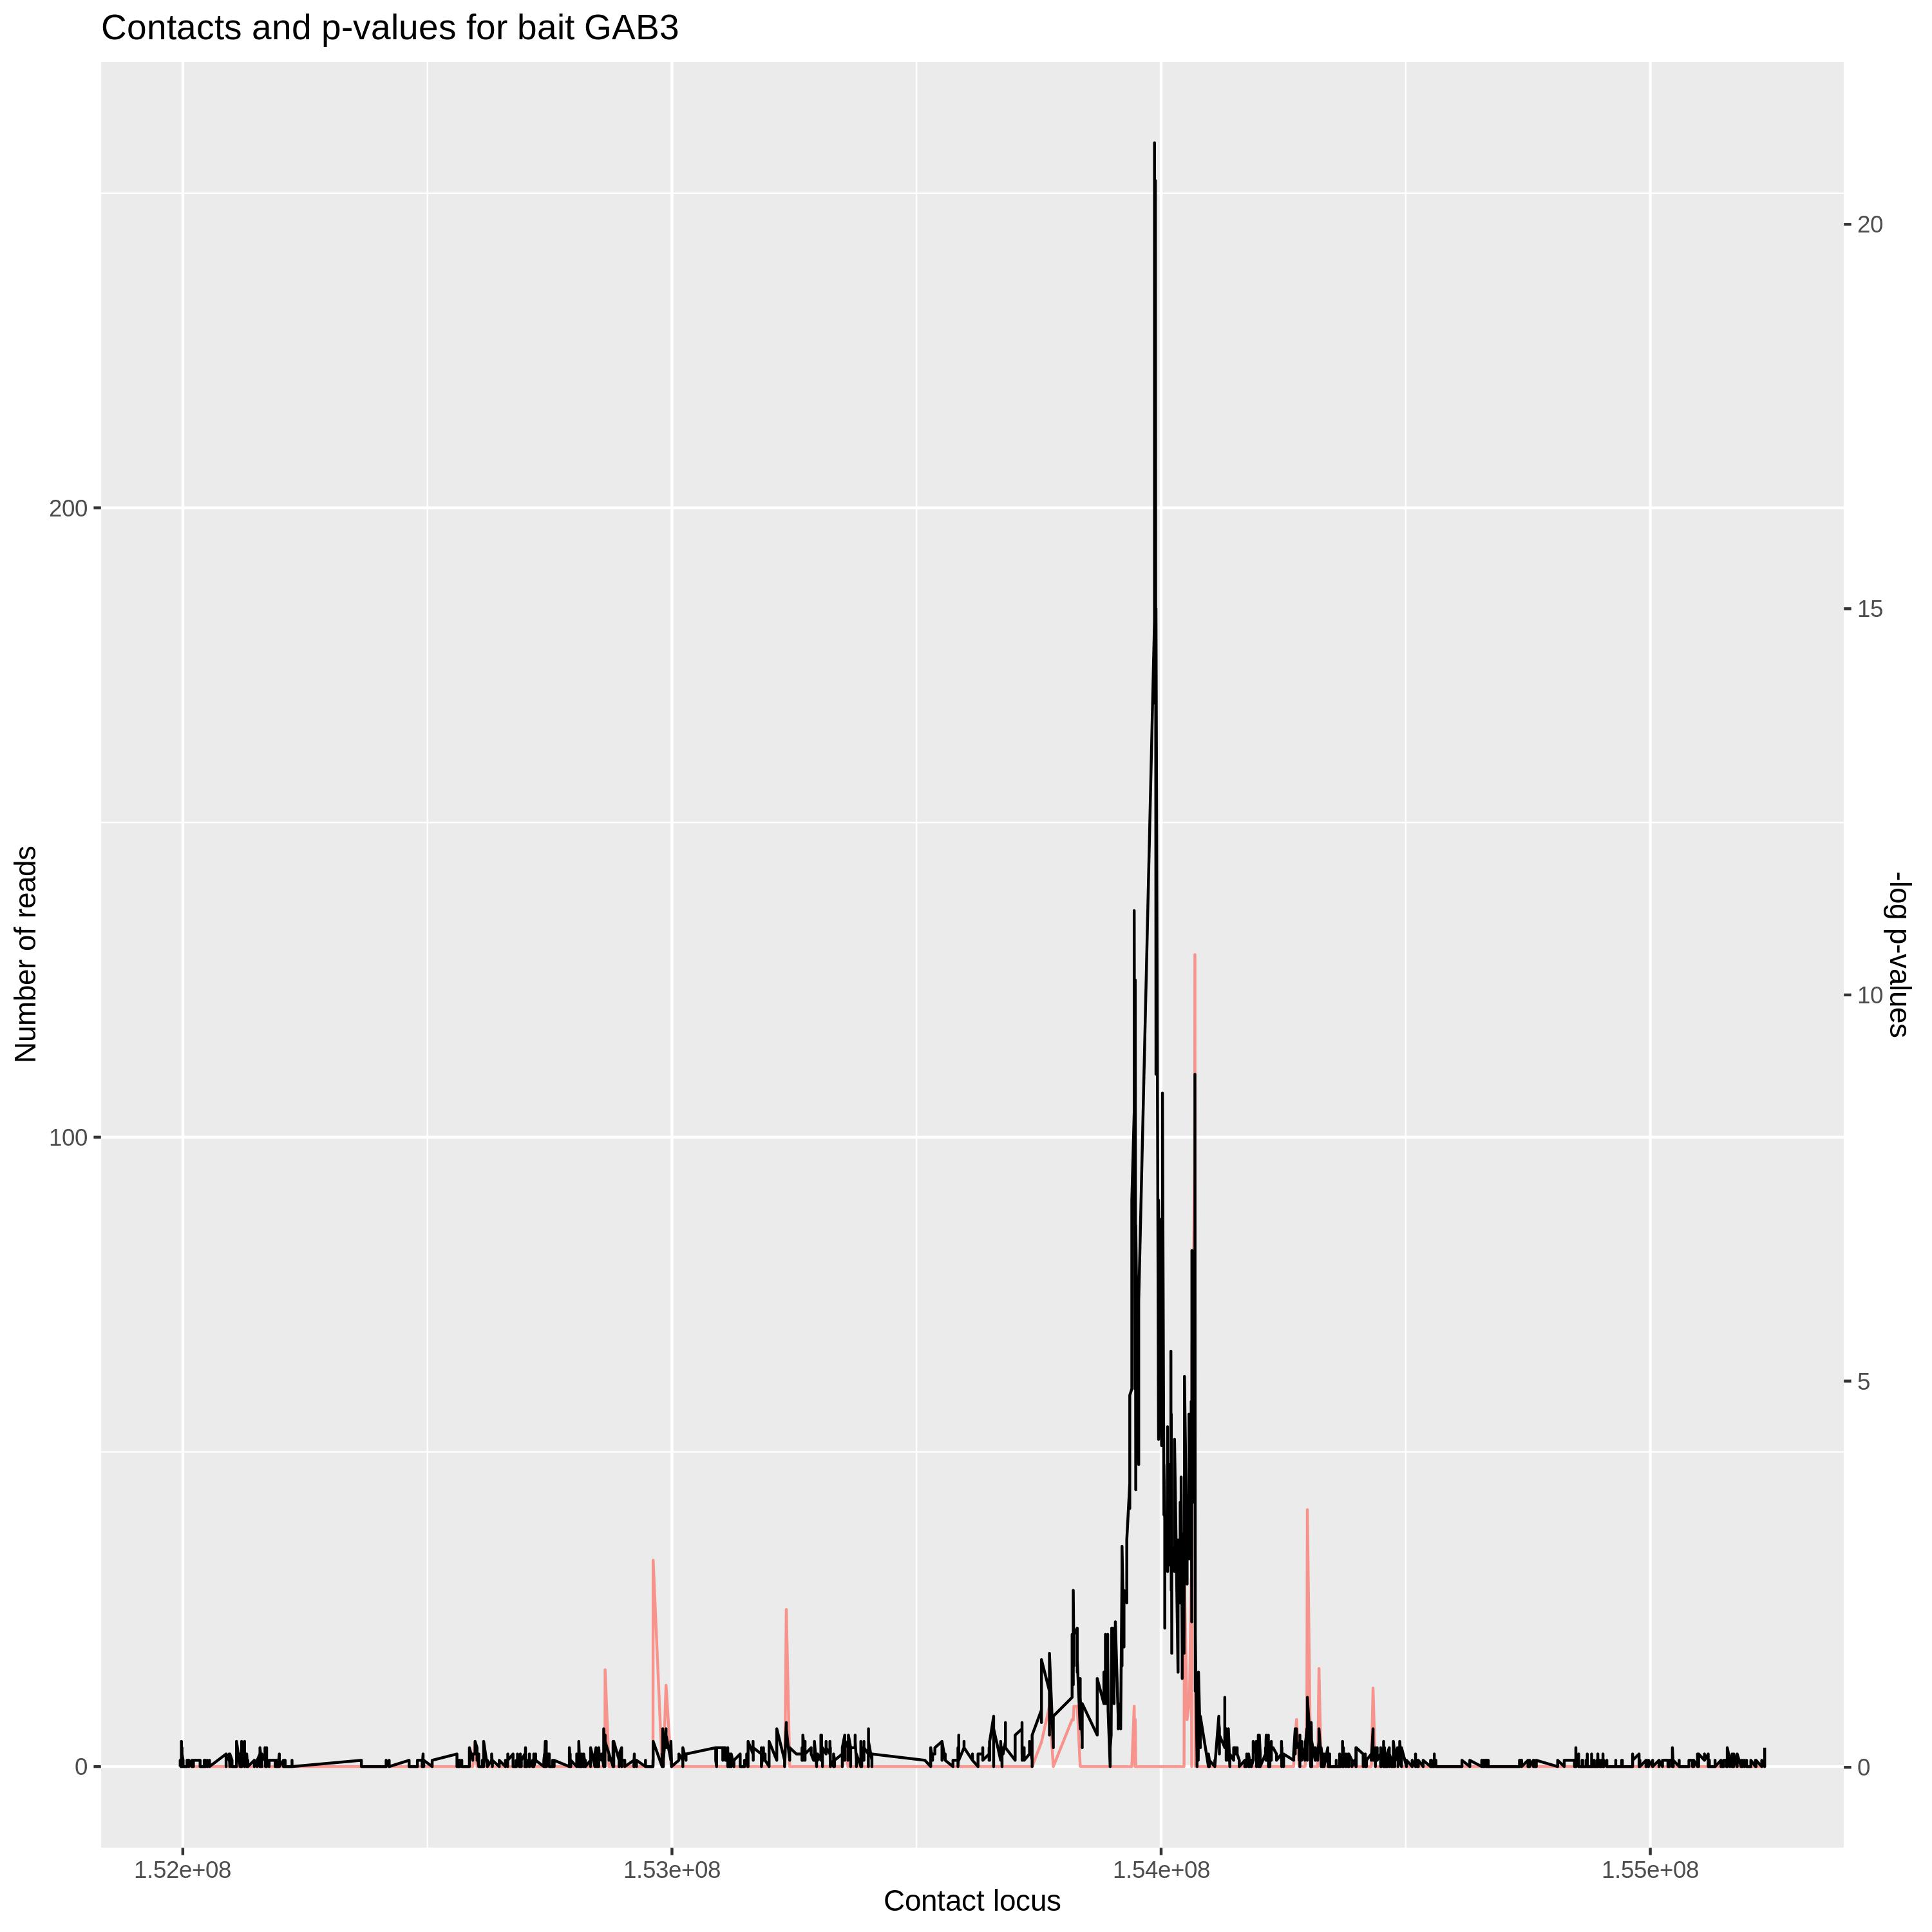 Contacts and p-values for bait GAB3
200
100
0
Number of reads
20
15
10
5
0
-log p-values
1.52e+08 1.53e+08 1.54e+08 1.55e+08
Contact locus